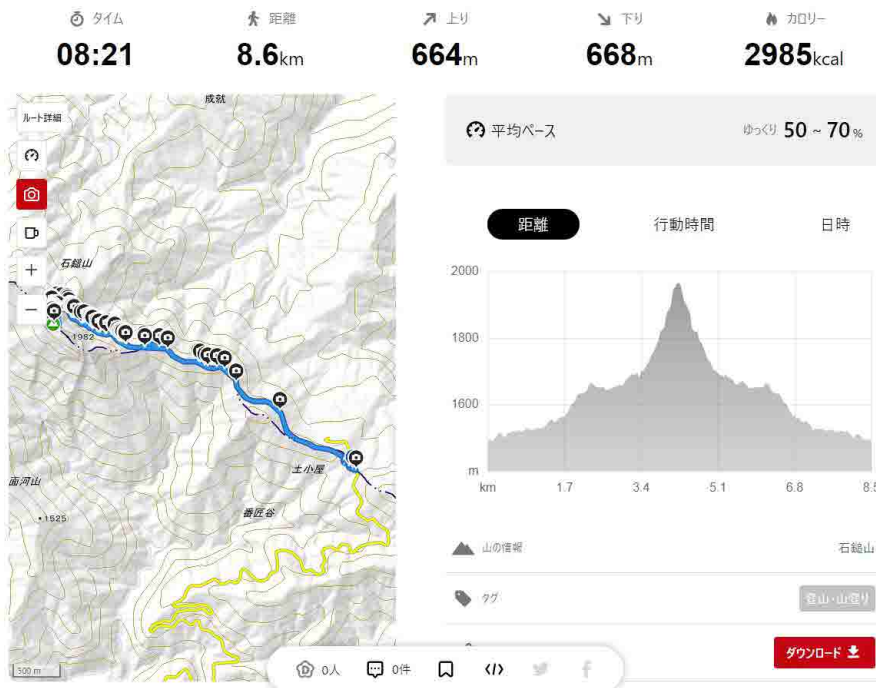 タイム 距離 上り 下り カロリー
08:21 8.6km 664m 668m 2985kcal
成就
ルート詳細
石鎚山
1982
面河山
1525
土小屋
番匠谷
500 m
平均ペース ゆっくり 50 ~ 70 %
距離 行動時間 日時
2000
1800
1600
m
km 1.7 3.4 5.1 6.8 8.5
山の情報 石鎚山
タグ 登山・山登り
ダウンロード
0人 0件